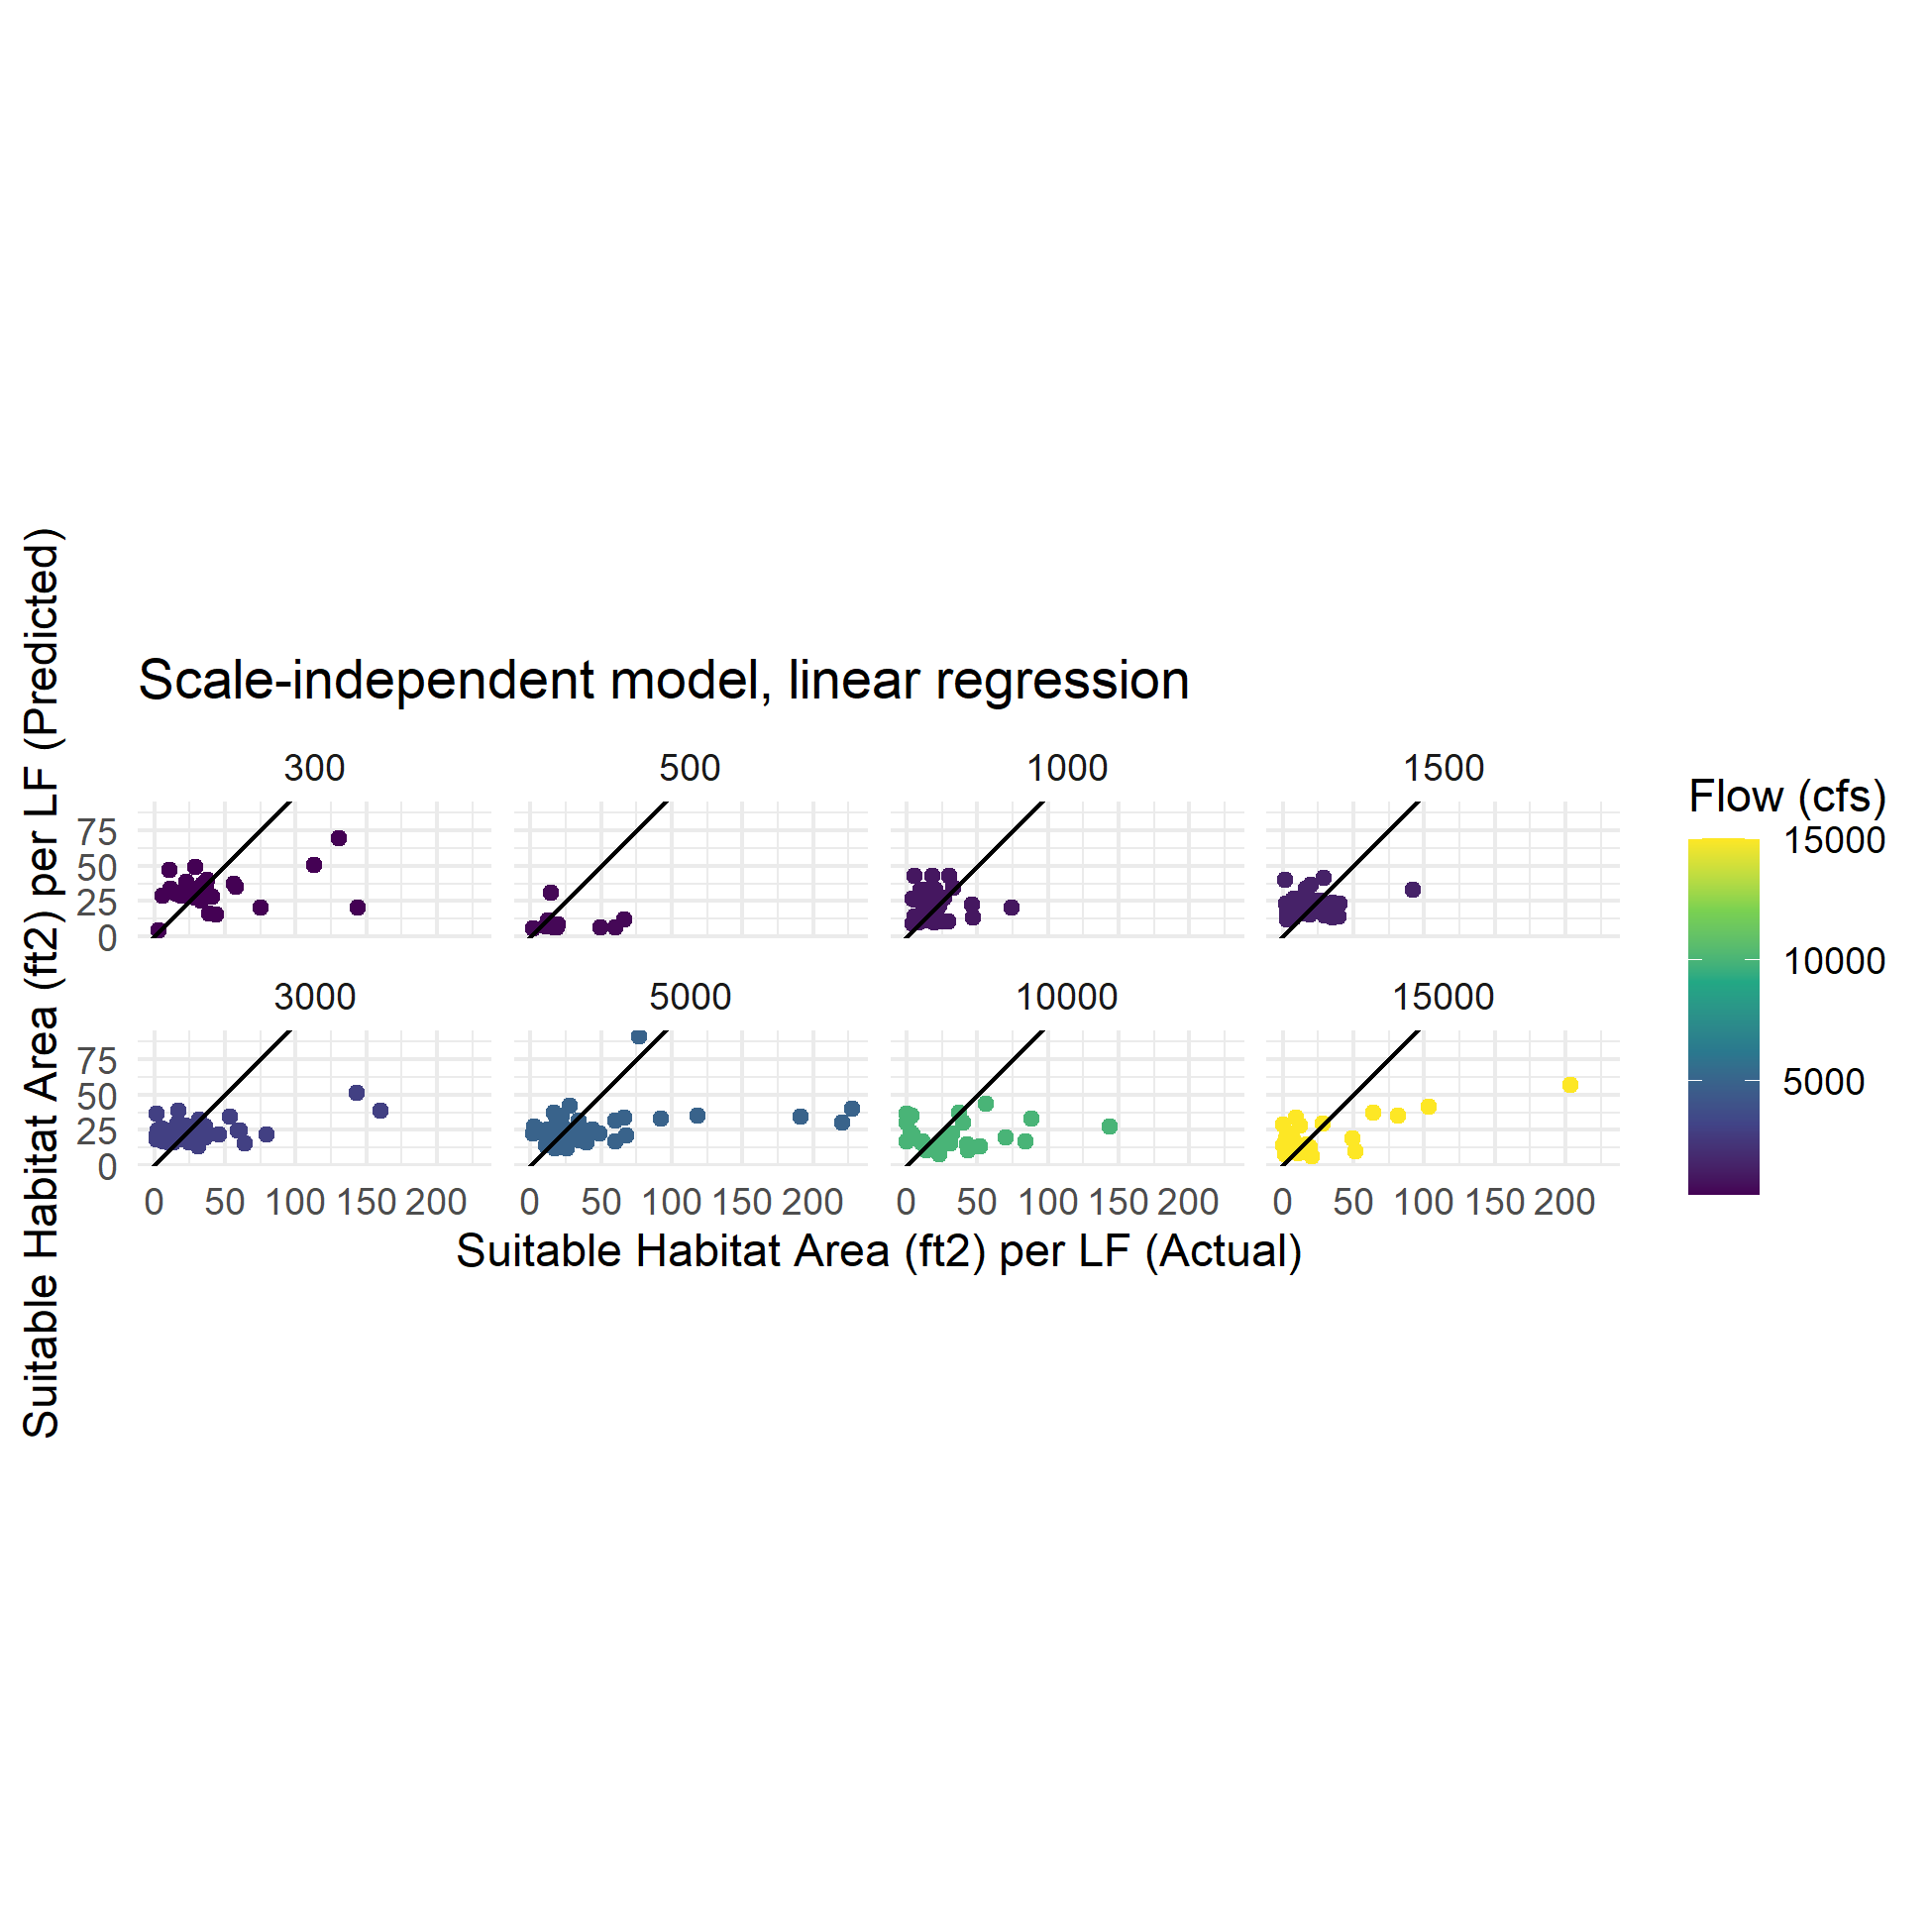 Scale-independent model, linear regression
Suitable Habitat Area (ft2) per LF (Predicted)
300 500 1000 1500
75
50
25
0
3000 5000 10000 15000
75
50
25
0
0 50 100 150 200 0 50 100 150 200 0 50 100 150 200 0 50 100 150 200
Suitable Habitat Area (ft2) per LF (Actual)
Flow (cfs)
15000
10000
5000